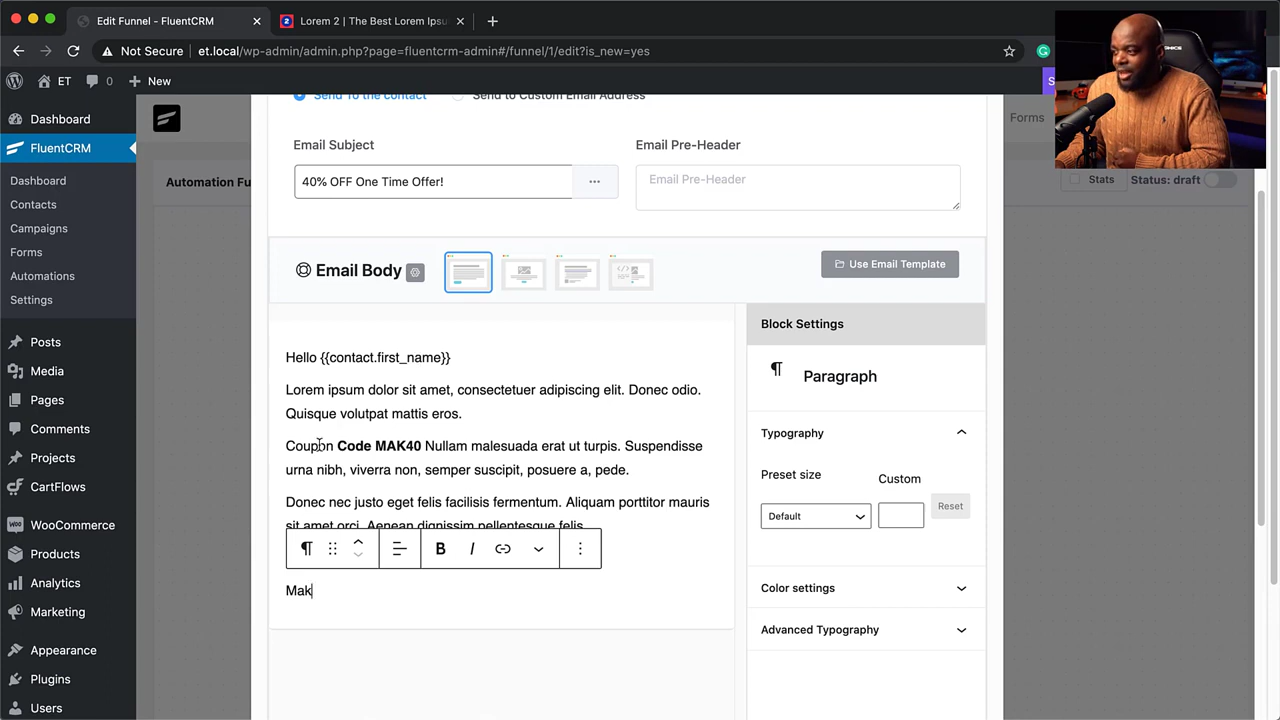 Edit Funnel - FluentCRM
Lorem 2 | The Best Lorem Ipsu
Not Secure
et.local/wp-admin/admin.php?page=fluentcrm-admin#/funnel/1/edit?is_new=yes
ET
0
New
S
Dashboard
FluentCRM
Dashboard
Contacts
Campaigns
Forms
Automations
Settings
Posts
Media
Pages
Comments
Projects
CartFlows
WooCommerce
Products
Analytics
Marketing
Appearance
Plugins
Users
Automation Fu
Forms
Stats
Status: draft
Send To the contact
Send to Custom Email Address
Email Subject
Email Pre-Header
40% OFF One Time Offer!
Email Pre-Header
Email Body
Use Email Template
Hello {{contact.first_name}}
Lorem ipsum dolor sit amet, consectetuer adipiscing elit. Donec odio.
Quisque volutpat mattis eros.
Coupon Code MAK40 Nullam malesuada erat ut turpis. Suspendisse
urna nibh, viverra non, semper suscipit, posuere a, pede.
Donec nec justo eget felis facilisis fermentum. Aliquam porttitor mauris
sit amet orci. Aenean dignissim pellentesque felis.
B
I
Mak
Block Settings
Paragraph
Typography
Preset size
Custom
Default
Reset
Color settings
Advanced Typography